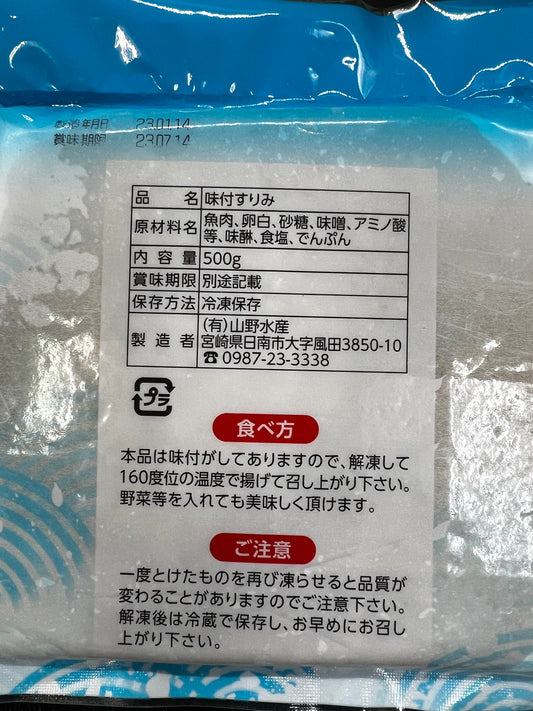 製造年月日 23.01.14
賞味期限 23.07.14
品名 味付すりみ
原材料名 魚肉、卵白、砂糖、味噌、アミノ酸
等、味醂、食塩、でんぷん
内容量 500g
賞味期限 別途記載
保存方法 冷凍保存
製造者 (有)山野水産
宮崎県日南市大字風田3850-10
☎0987-23-3338
プラ
食べ方
本品は味付がしてありますので、解凍して
160度位の温度で揚げて召し上がり下さい。
野菜等を入れても美味しく頂けます。
ご注意
一度とけたものを再び凍らせると品質が
変わることがありますのでご注意下さい。
解凍後は冷蔵で保存し、お早めにお召し
上がり下さい。